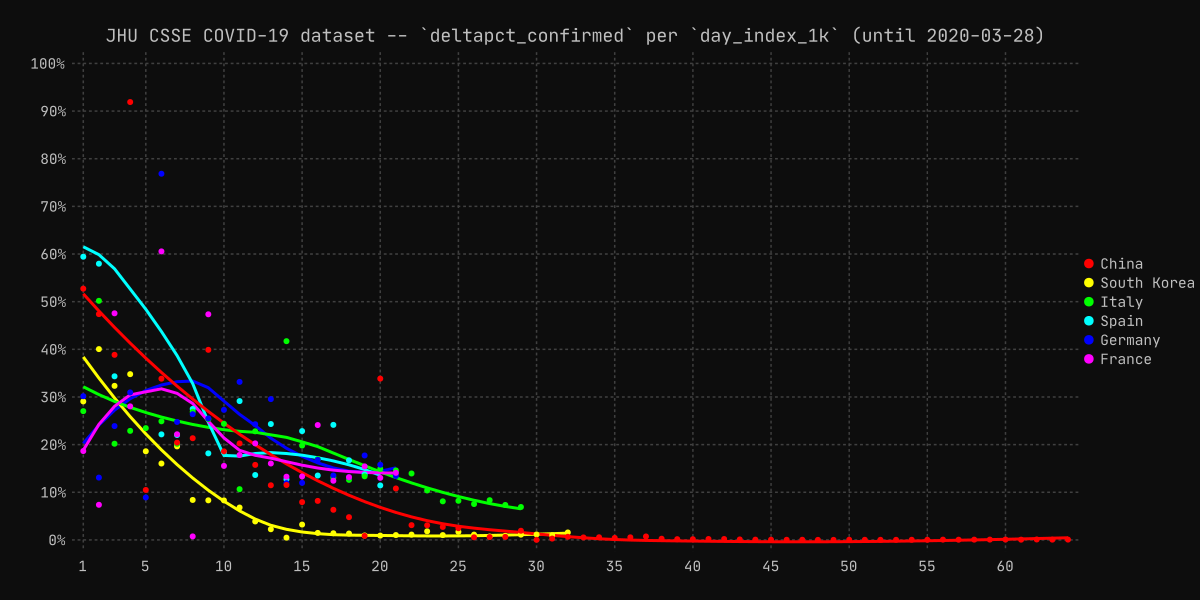 JHU CSSE COVID-19 dataset -- `deltapct_confirmed` per `day_index_1k` (until 2020-03-28)
100%
90%
80%
70%
60%
50%
40%
30%
20%
10%
0%
1 5 10 15 20 25 30 35 40 45 50 55 60
China
South Korea
Italy
Spain
Germany
France